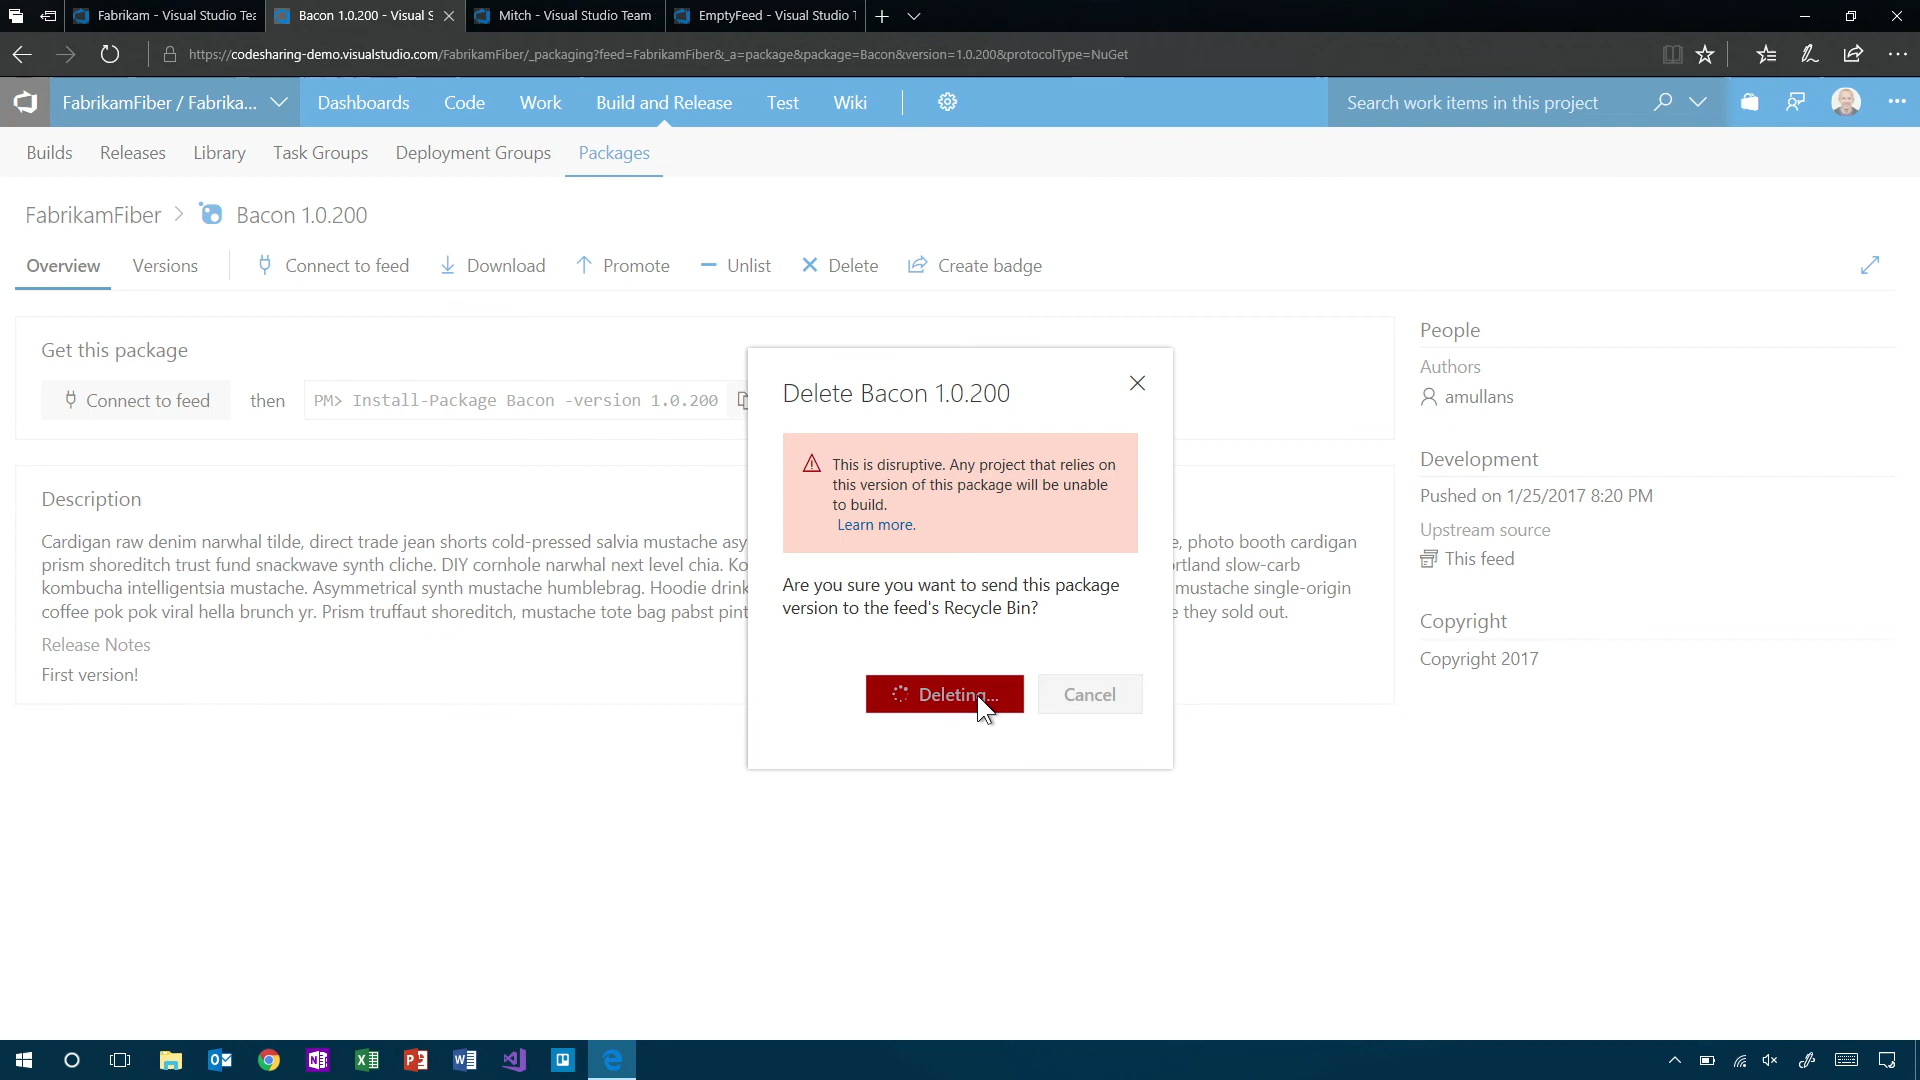 Fabrikam - Visual Studio Tea
Bacon 1.0.200 - Visual S
Mitch - Visual Studio Team
EmptyFeed - Visual Studio T
https://codesharing-demo.visualstudio.com/FabrikamFiber/_packaging?feed=FabrikamFiber&_a=package&package=Bacon&version=1.0.200&protocolType=NuGet
FabrikamFiber / Fabrika...
Dashboards
Code
Work
Build and Release
Test
Wiki
Search work items in this project
Builds
Releases
Library
Task Groups
Deployment Groups
Packages
FabrikamFiber > Bacon 1.0.200
Overview
Versions
Connect to feed
Download
Promote
Unlist
Delete
Create badge
Get this package
Connect to feed
then
PM> Install-Package Bacon -version 1.0.200
Description
Cardigan raw denim narwhal tilde, direct trade jean shorts cold-pressed salvia mustache asy
e, photo booth cardigan
prism shoreditch trust fund snackwave synth cliche. DIY cornhole narwhal next level chia. Ko
rtland slow-carb
kombucha intelligentsia mustache. Asymmetrical synth mustache humblebrag. Hoodie drink
mustache single-origin
coffee pok pok viral hella brunch yr. Prism truffaut shoreditch, mustache tote bag pabst pint
e they sold out.
Release Notes
First version!
Delete Bacon 1.0.200
This is disruptive. Any project that relies on
this version of this package will be unable
to build.
Learn more.
Are you sure you want to send this package
version to the feed's Recycle Bin?
Deleting...
Cancel
People
Authors
amullans
Development
Pushed on 1/25/2017 8:20 PM
Upstream source
This feed
Copyright
Copyright 2017